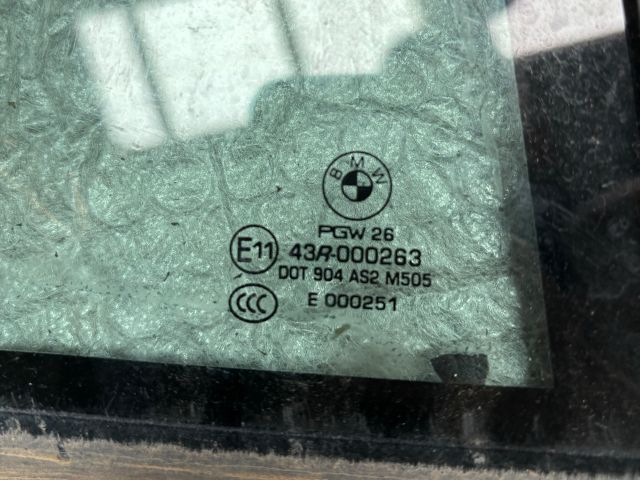 BMW
PGW 26
E11 43R-000263
DOT 904 AS2 M505
CCC E 000251